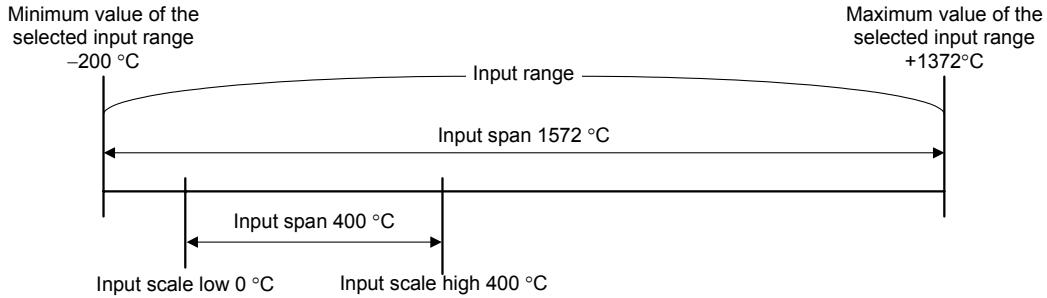 Minimum value of the
selected input range
−200 °C
Maximum value of the
selected input range
+1372°C
Input range
Input span 1572 °C
Input span 400 °C
Input scale low 0 °C
Input scale high 400 °C